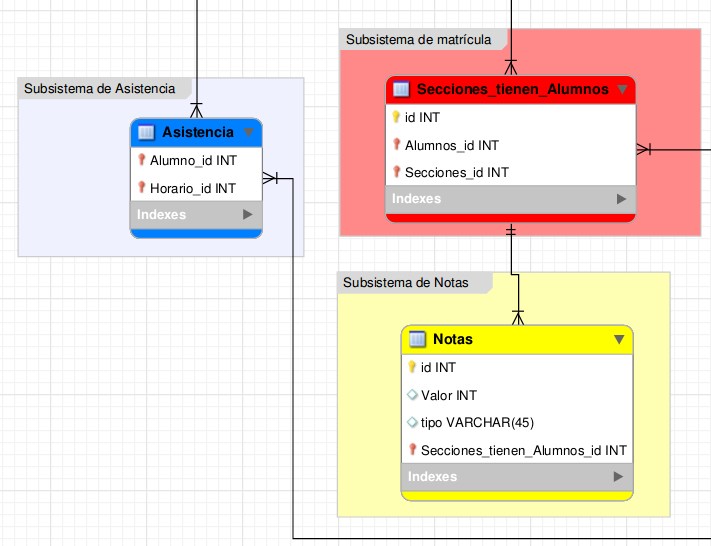 Subsistema de Asistencia
Asistencia
Alumno_id INT
Horario_id INT
Indexes
Subsistema de matrícula
Secciones_tienen_Alumnos
id INT
Alumnos_id INT
Secciones_id INT
Indexes
Subsistema de Notas
Notas
id INT
Valor INT
tipo VARCHAR(45)
Secciones_tienen_Alumnos_id INT
Indexes